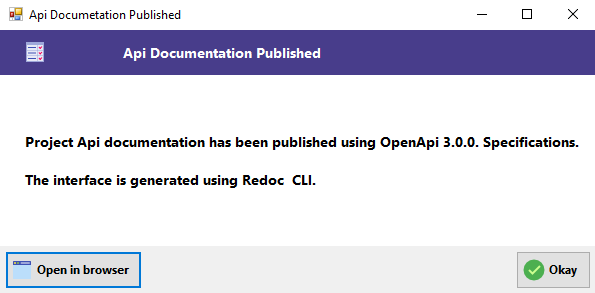 Api Documetation Published
Api Documentation Published
Project Api documentation has been published using OpenApi 3.0.0. Specifications.
The interface is generated using Redoc  CLI.
Open in browser
Okay